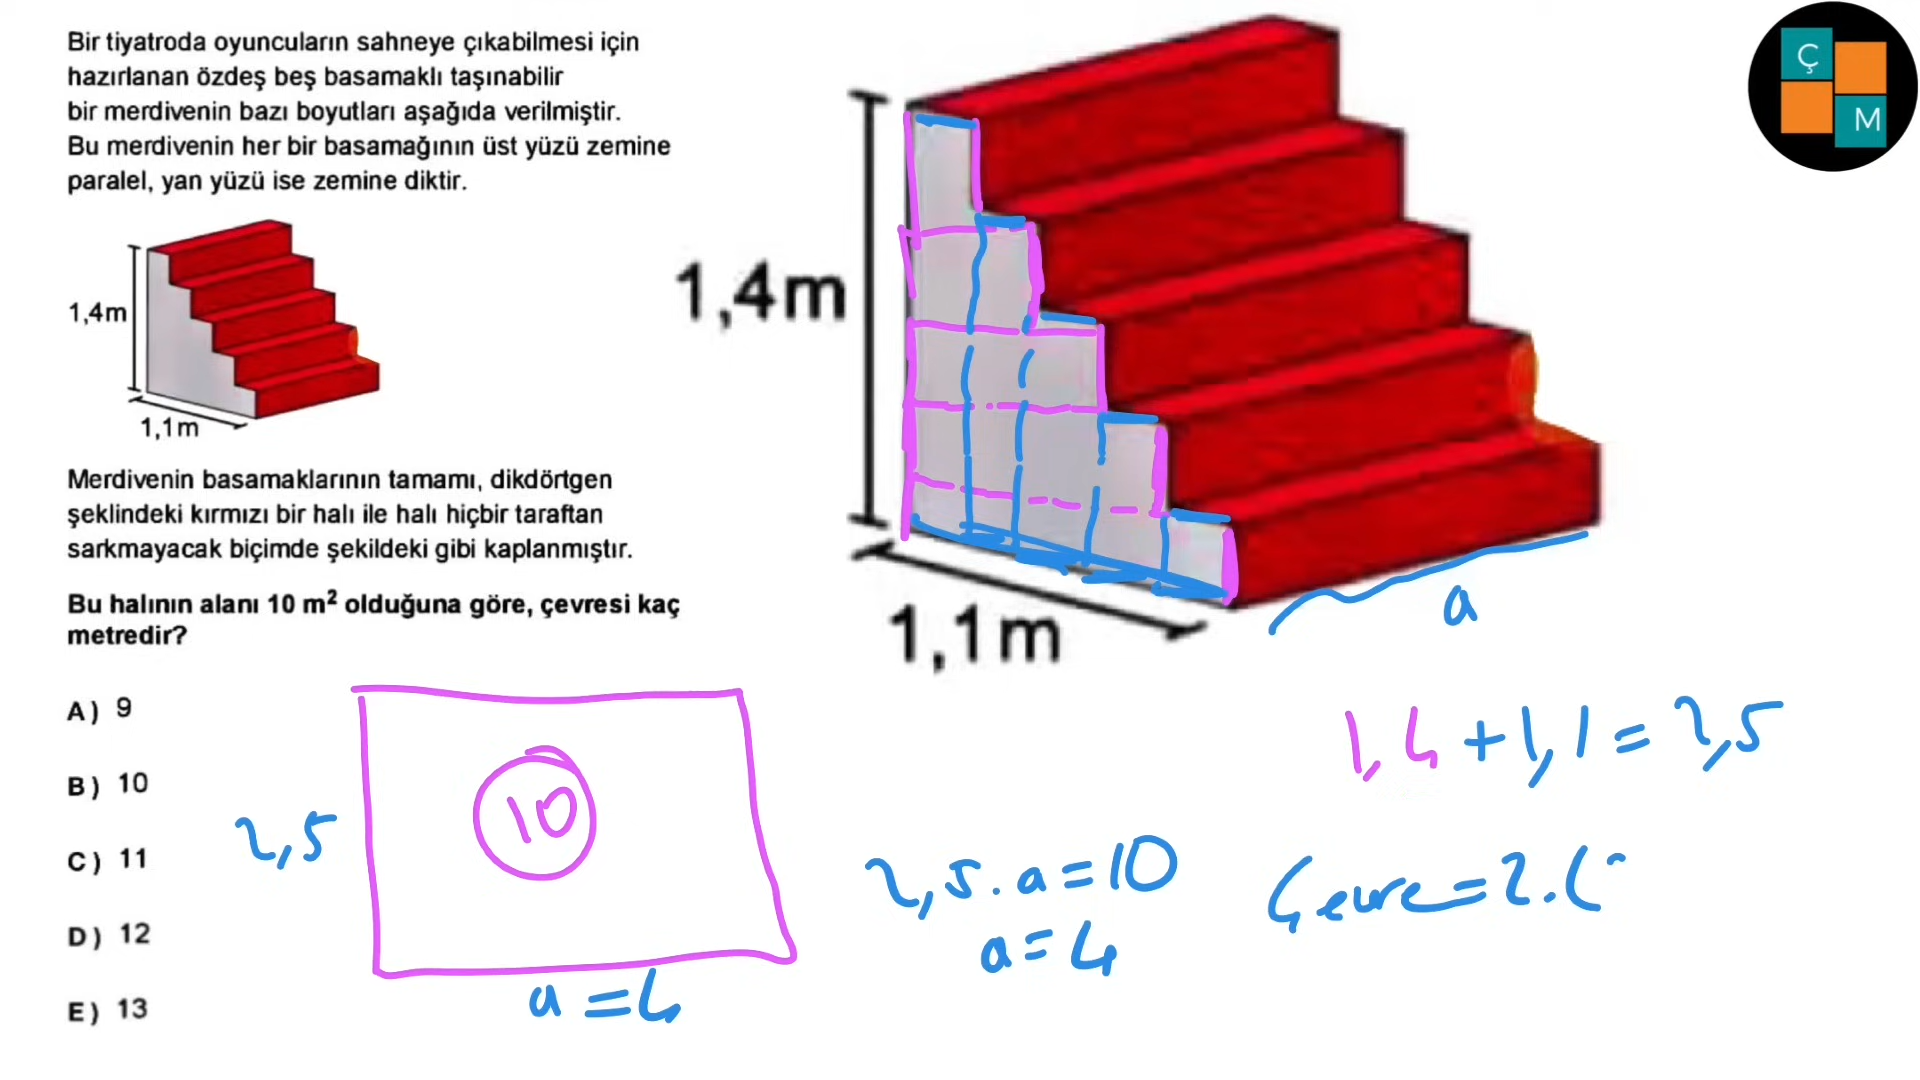 Bir tiyatroda oyuncuların sahneye çıkabilmesi için
hazırlanan özdeş beş basamaklı taşınabilir
bir merdivenin bazı boyutları aşağıda verilmiştir.
Bu merdivenin her bir basamağının üst yüzü zemine
paralel, yan yüzü ise zemine diktir.
1,4m
1,1m
Merdivenin basamaklarının tamamı, dikdörtgen
şeklindeki kırmızı bir halı ile halı hiçbir taraftan
sarkmayacak biçimde şekildeki gibi kaplanmıştır.
Bu halının alanı 10 m² olduğuna göre, çevresi kaç
metredir?
A) 9
B) 10
C) 11
D) 12
E) 13
2,5
10
a = 4
1,4m
1,1m
a
1,4 + 1,1 = 2,5
2,5 . a = 10
a = 4
Çevre = 2 . (
Ç
M